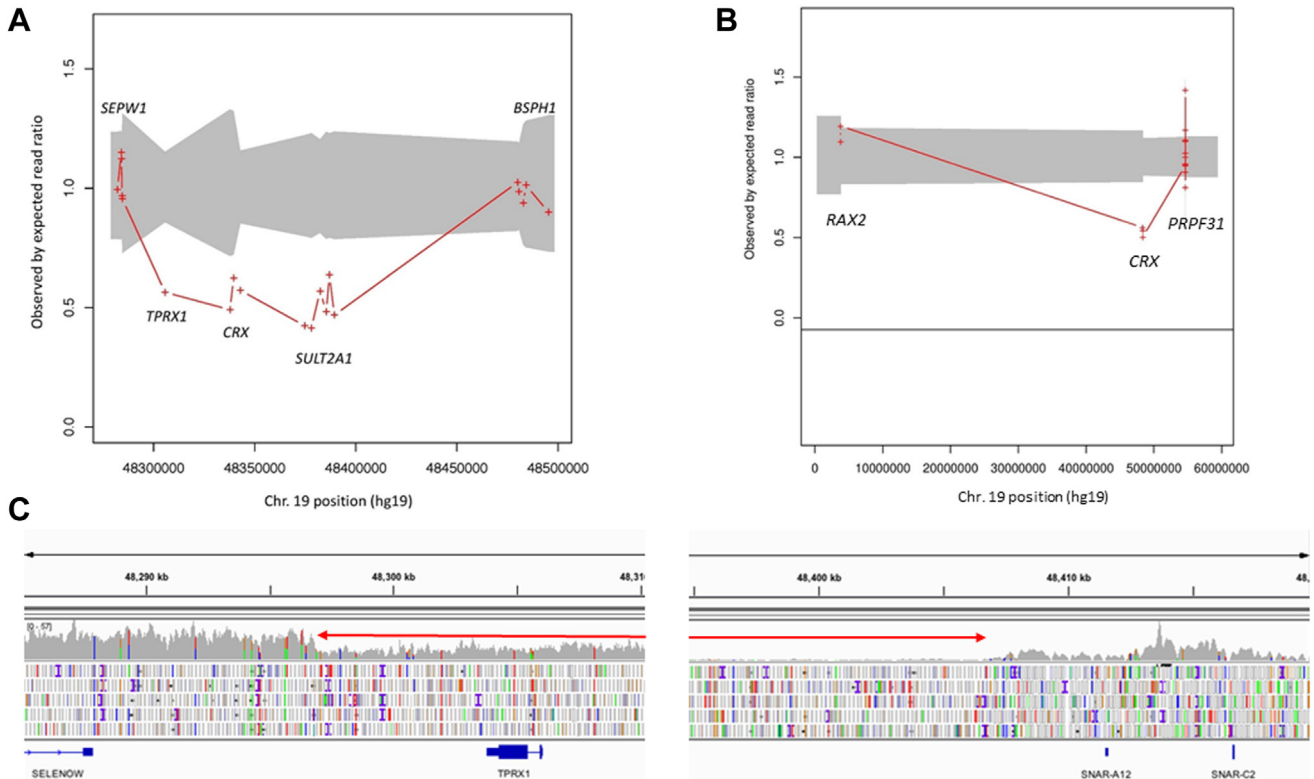 A
Observed by expected read ratio
1.5
1.0
0.5
0.0
SEPW1
BSPH1
TPRX1
CRX
SULT2A1
48300000 48350000 48400000 48450000 48500000
Chr. 19 position (hg19)
B
Observed by expected read ratio
1.5
1.0
0.5
0.0
RAX2
PRPF31
CRX
0 10000000 20000000 30000000 40000000 50000000 60000000
Chr. 19 position (hg19)
C
48,290 kb 48,300 kb 48,310
[0 - 57]
SELENOW TPRX1
48,400 kb 48,410 kb 48,
SNAR-A12 SNAR-C2